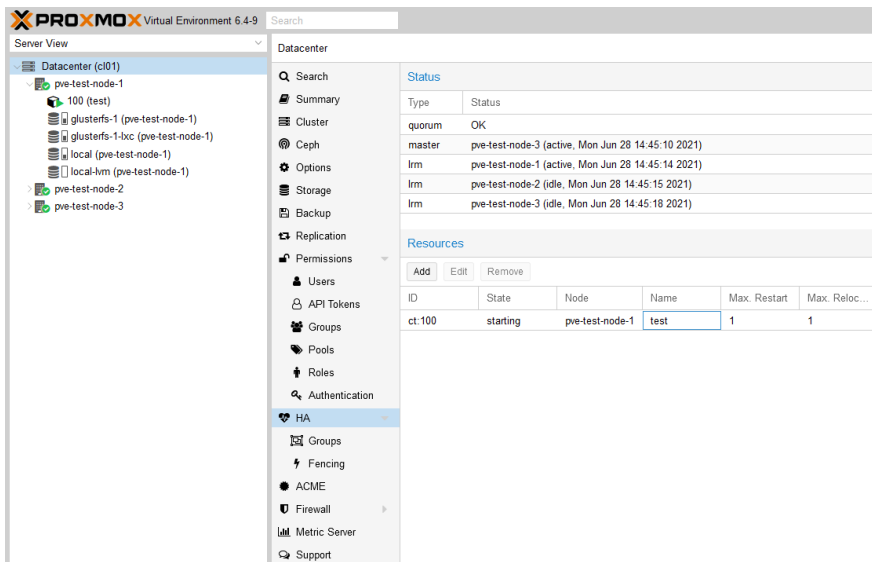 PROXMOX Virtual Environment 6.4-9 Search
Server View
Datacenter (cl01)
pve-test-node-1
100 (test)
glusterfs-1 (pve-test-node-1)
glusterfs-1-lxc (pve-test-node-1)
local (pve-test-node-1)
local-lvm (pve-test-node-1)
pve-test-node-2
pve-test-node-3
Datacenter
Search
Summary
Cluster
Ceph
Options
Storage
Backup
Replication
Permissions
Users
API Tokens
Groups
Pools
Roles
Authentication
HA
Groups
Fencing
ACME
Firewall
Metric Server
Support
Status
Type Status
quorum OK
master pve-test-node-3 (active, Mon Jun 28 14:45:10 2021)
lrm pve-test-node-1 (active, Mon Jun 28 14:45:14 2021)
lrm pve-test-node-2 (idle, Mon Jun 28 14:45:15 2021)
lrm pve-test-node-3 (idle, Mon Jun 28 14:45:18 2021)
Resources
Add Edit Remove
ID State Node Name Max. Restart Max. Reloc...
ct:100 starting pve-test-node-1 test 1 1